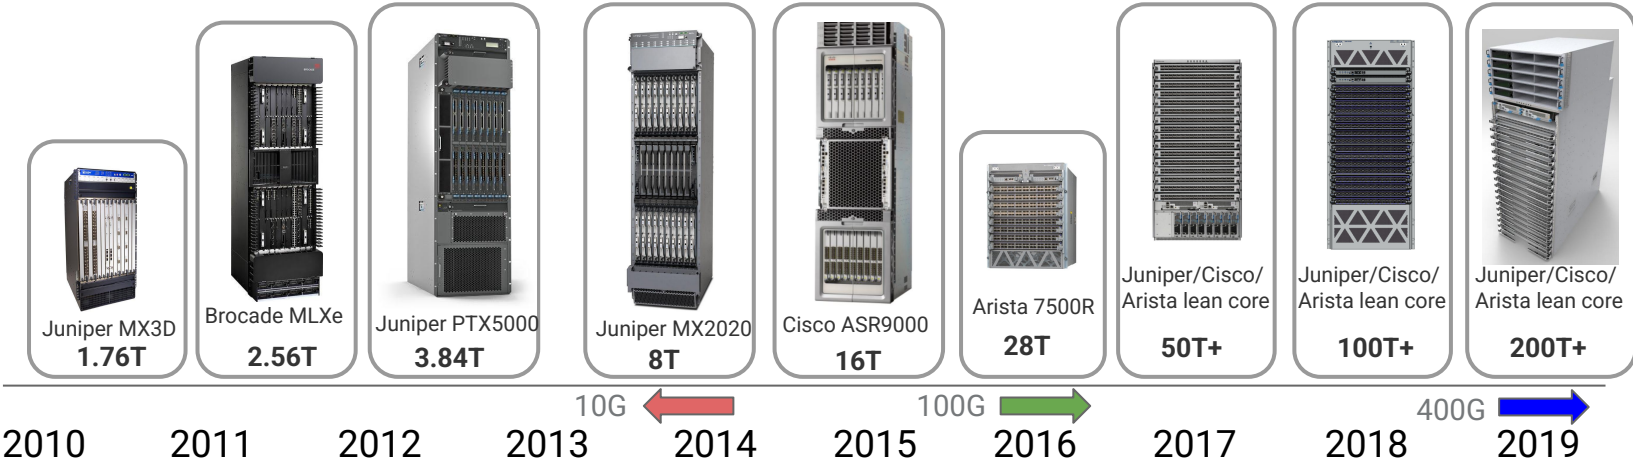 Juniper MX3D
1.76T
Brocade MLXe
2.56T
Juniper PTX5000
3.84T
Juniper MX2020
8T
Cisco ASR9000
16T
Arista 7500R
28T
Juniper/Cisco/
Arista lean core
50T+
Juniper/Cisco/
Arista lean core
100T+
Juniper/Cisco/
Arista lean core
200T+
10G
100G
400G
2010
2011
2012
2013
2014
2015
2016
2017
2018
2019